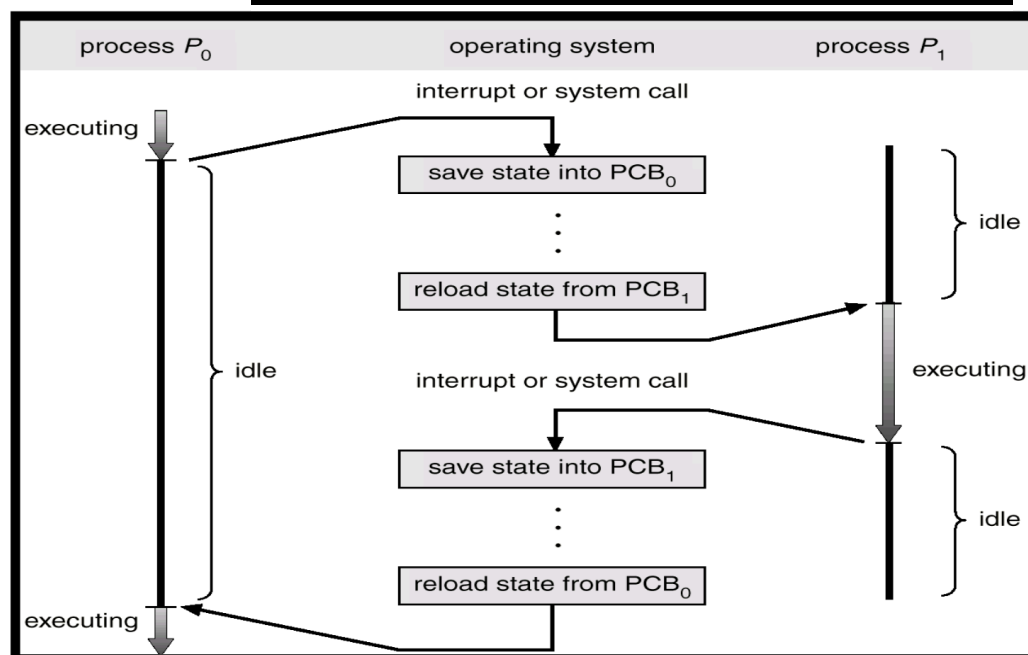 process P0
operating system
process P1
interrupt or system call
executing
save state into PCB0
idle
reload state from PCB1
idle
executing
interrupt or system call
save state into PCB1
idle
reload state from PCB0
executing